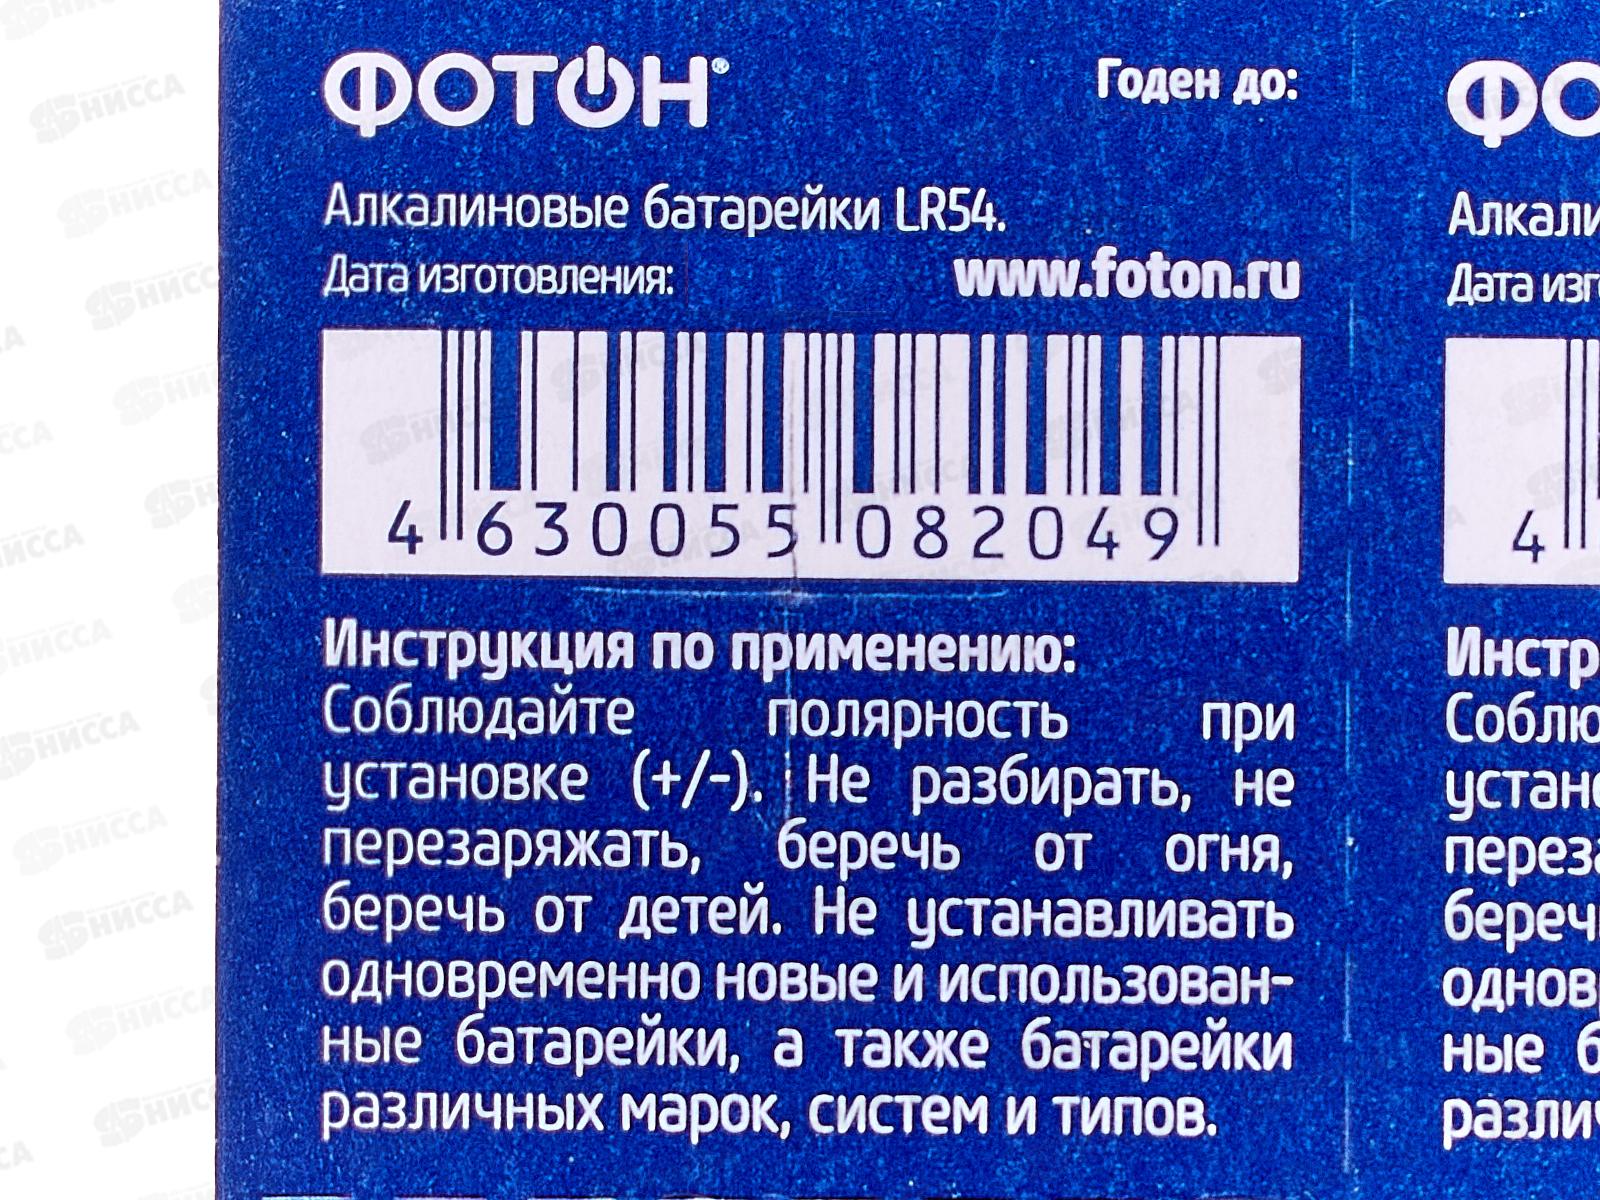 ФОТОН®
Годен до:
Алкалиновые батарейки LR54.
Дата изготовления:
www.foton.ru
4 630055 082049
Инструкция по применению:
Соблюдайте полярность при
установке (+/-). Не разбирать, не
перезаряжать, беречь от огня,
беречь от детей. Не устанавливать
одновременно новые и использован-
ные батарейки, а также батарейки
различных марок, систем и типов.